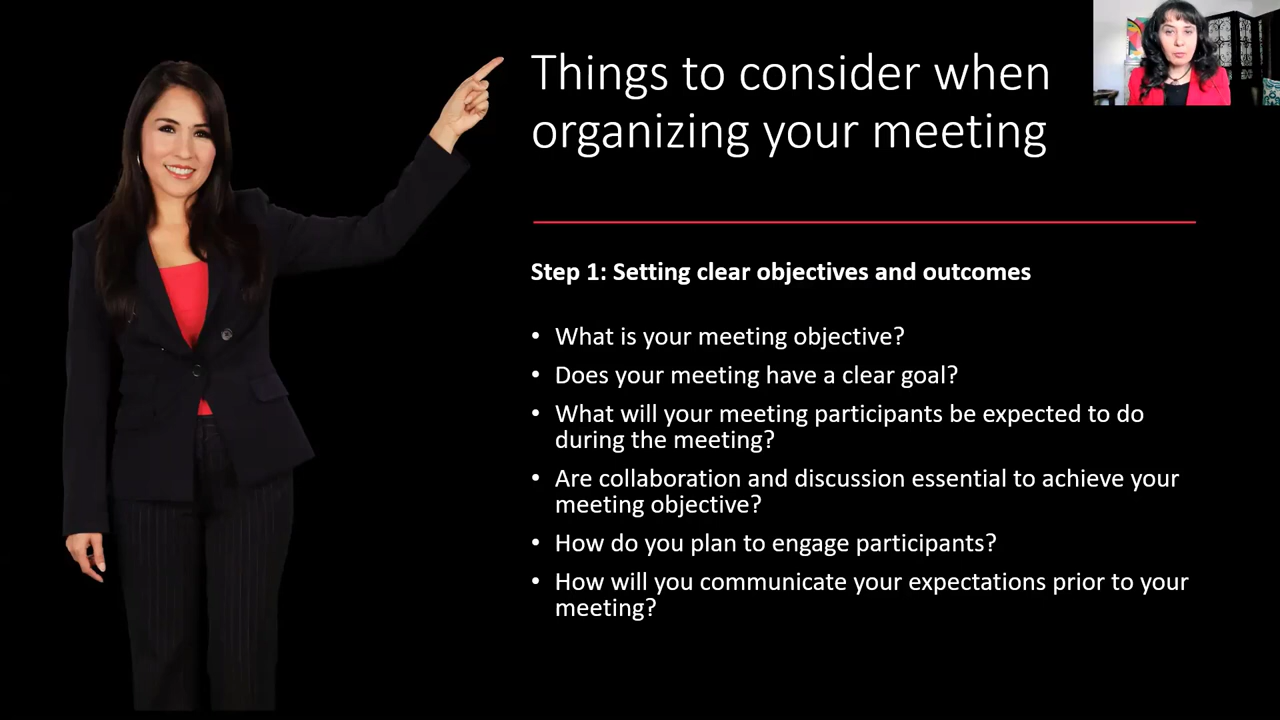 Things to consider when
organizing your meeting
Step 1: Setting clear objectives and outcomes
• What is your meeting objective?
• Does your meeting have a clear goal?
• What will your meeting participants be expected to do
during the meeting?
• Are collaboration and discussion essential to achieve your
meeting objective?
• How do you plan to engage participants?
• How will you communicate your expectations prior to your
meeting?